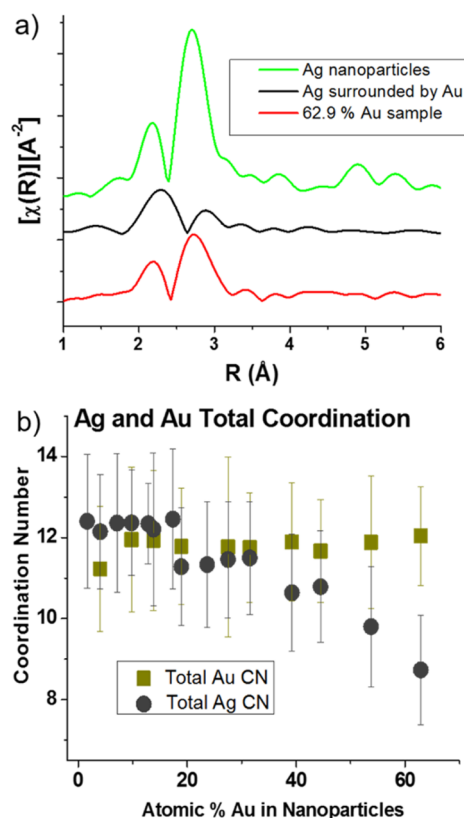 a)
Ag nanoparticles
Ag surrounded by Au
62.9 % Au sample
[χ(R)][A⁻²]
1 2 3 4 5 6
R (Å)
b)
Ag and Au Total Coordination
14
12
10
8
Coordination Number
Total Au CN
Total Ag CN
0 20 40 60
Atomic % Au in Nanoparticles